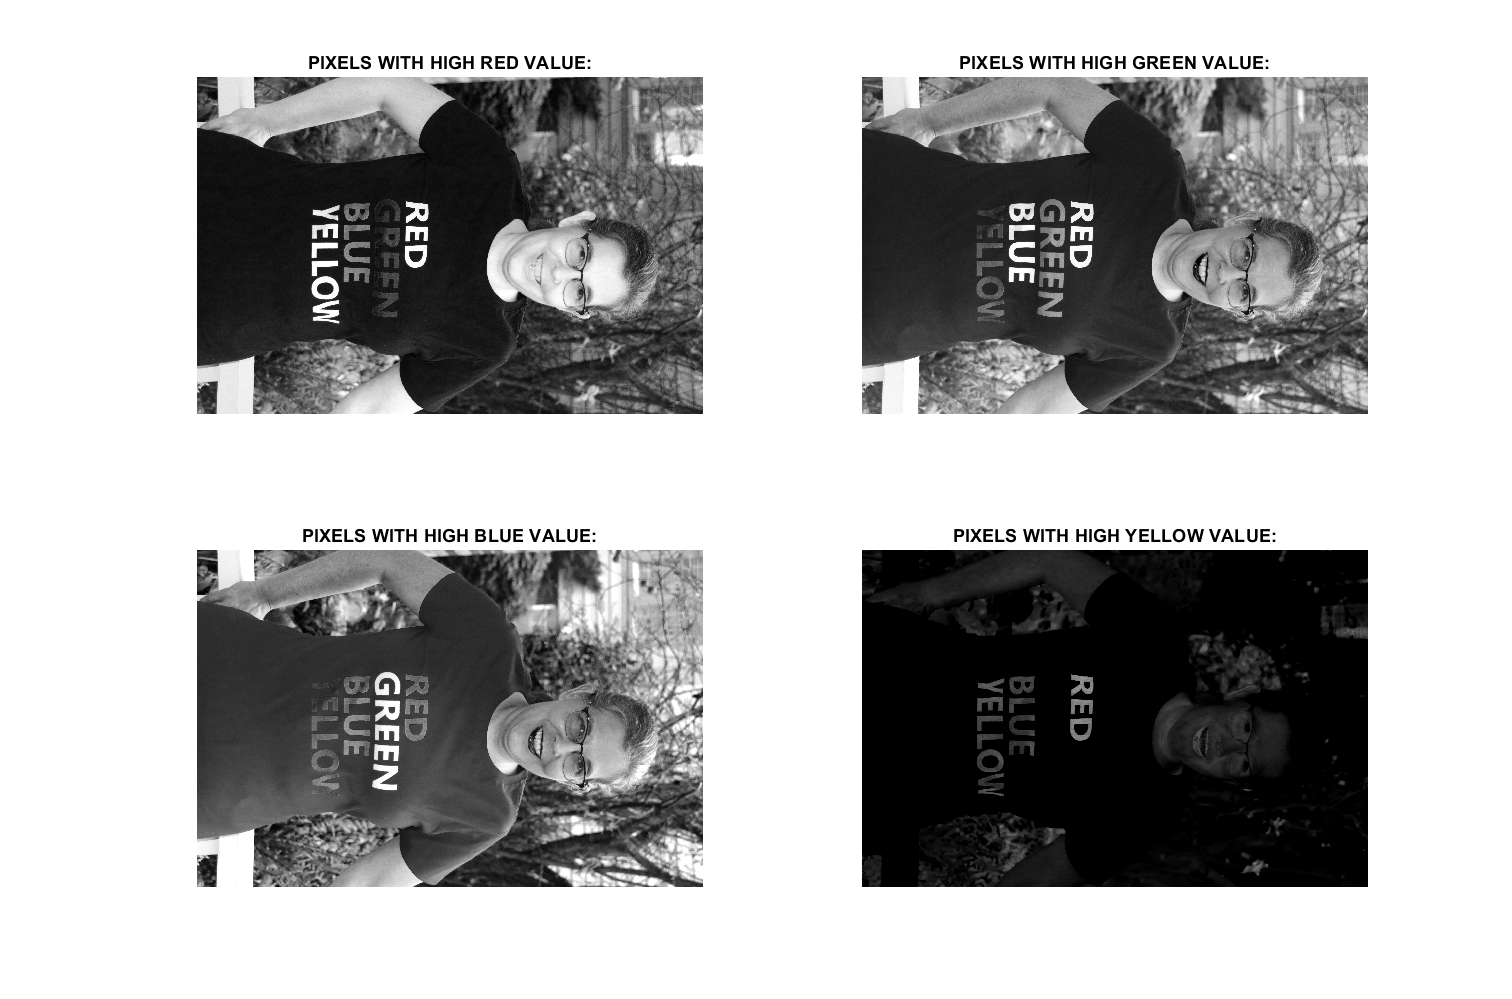 PIXELS WITH HIGH RED VALUE:
RED
GREEN
BLUE
YELLOW
PIXELS WITH HIGH GREEN VALUE:
RED
GREEN
BLUE
YELLOW
PIXELS WITH HIGH BLUE VALUE:
RED
GREEN
BLUE
YELLOW
PIXELS WITH HIGH YELLOW VALUE:
RED
BLUE
YELLOW